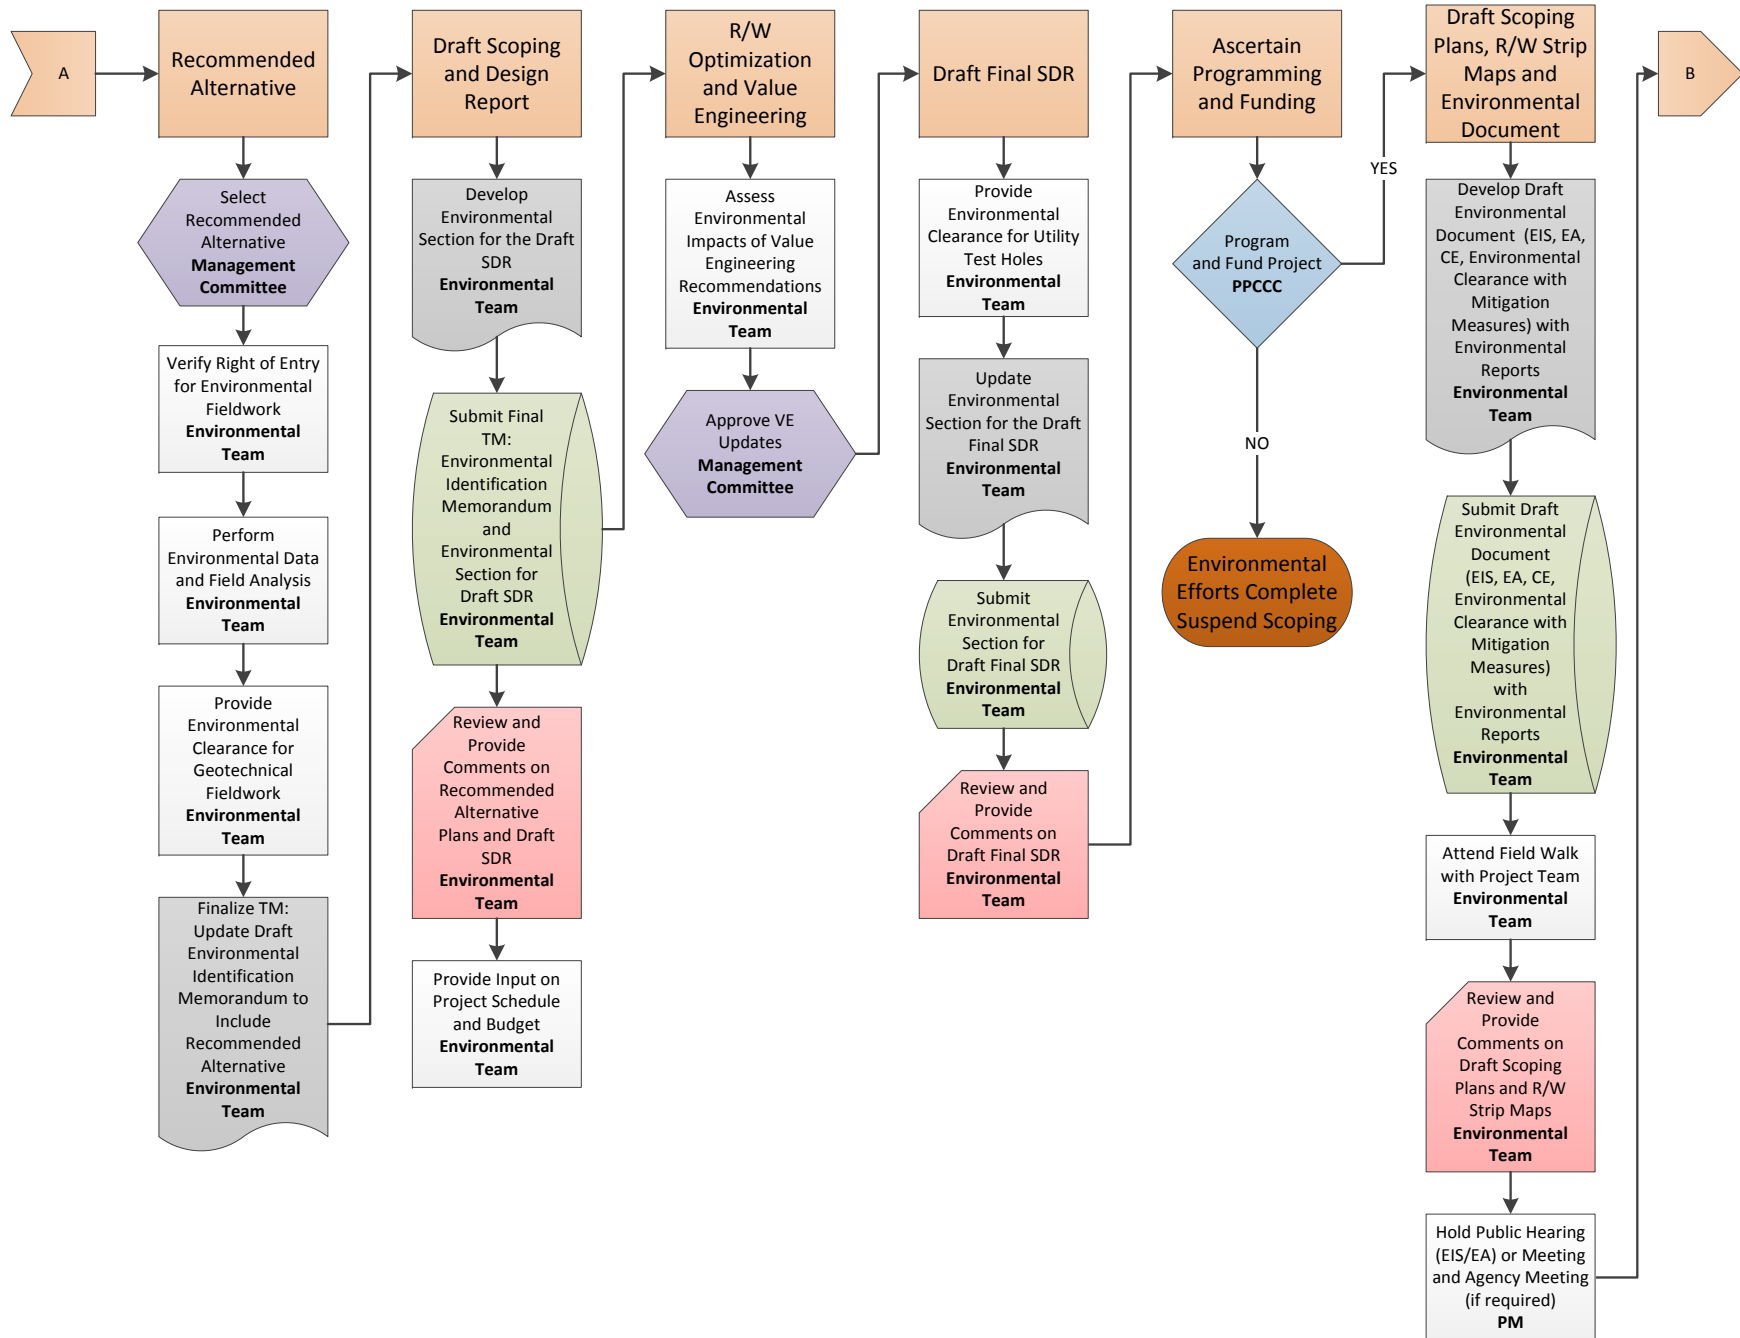 A
Recommended
Alternative
Select
Recommended
Alternative
Management
Committee
Verify Right of Entry
for Environmental
Fieldwork
Environmental
Team
Perform
Environmental Data
and Field Analysis
Environmental
Team
Provide
Environmental
Clearance for
Geotechnical
Fieldwork
Environmental
Team
Finalize TM:
Update Draft
Environmental
Identification
Memorandum to
Include
Recommended
Alternative
Environmental
Team
Draft Scoping
and Design
Report
Develop
Environmental
Section for the Draft
SDR
Environmental
Team
Submit Final
TM:
Environmental
Identification
Memorandum
and
Environmental
Section for
Draft SDR
Environmental
Team
Review and
Provide
Comments on
Recommended
Alternative
Plans and Draft
SDR
Environmental
Team
Provide Input on
Project Schedule
and Budget
Environmental
Team
R/W
Optimization
and Value
Engineering
Assess
Environmental
Impacts of Value
Engineering
Recommendations
Environmental
Team
Approve VE
Updates
Management
Committee
Draft Final SDR
Provide
Environmental
Clearance for Utility
Test Holes
Environmental
Team
Update
Environmental
Section for the Draft
Final SDR
Environmental
Team
Submit
Environmental
Section for
Draft Final SDR
Environmental
Team
Review and
Provide
Comments on
Draft Final SDR
Environmental
Team
Ascertain
Programming
and Funding
Program
and Fund Project
PPCCC
YES
NO
Environmental
Efforts Complete
Suspend Scoping
Draft Scoping
Plans, R/W Strip
Maps and
Environmental
Document
Develop Draft
Environmental
Document (EIS, EA,
CE, Environmental
Clearance with
Mitigation
Measures) with
Environmental
Reports
Environmental
Team
Submit Draft
Environmental
Document
(EIS, EA, CE,
Environmental
Clearance with
Mitigation
Measures)
with
Environmental
Reports
Environmental
Team
Attend Field Walk
with Project Team
Environmental
Team
Review and
Provide
Comments on
Draft Scoping
Plans and R/W
Strip Maps
Environmental
Team
Hold Public Hearing
(EIS/EA) or Meeting
and Agency Meeting
(if required)
PM
B